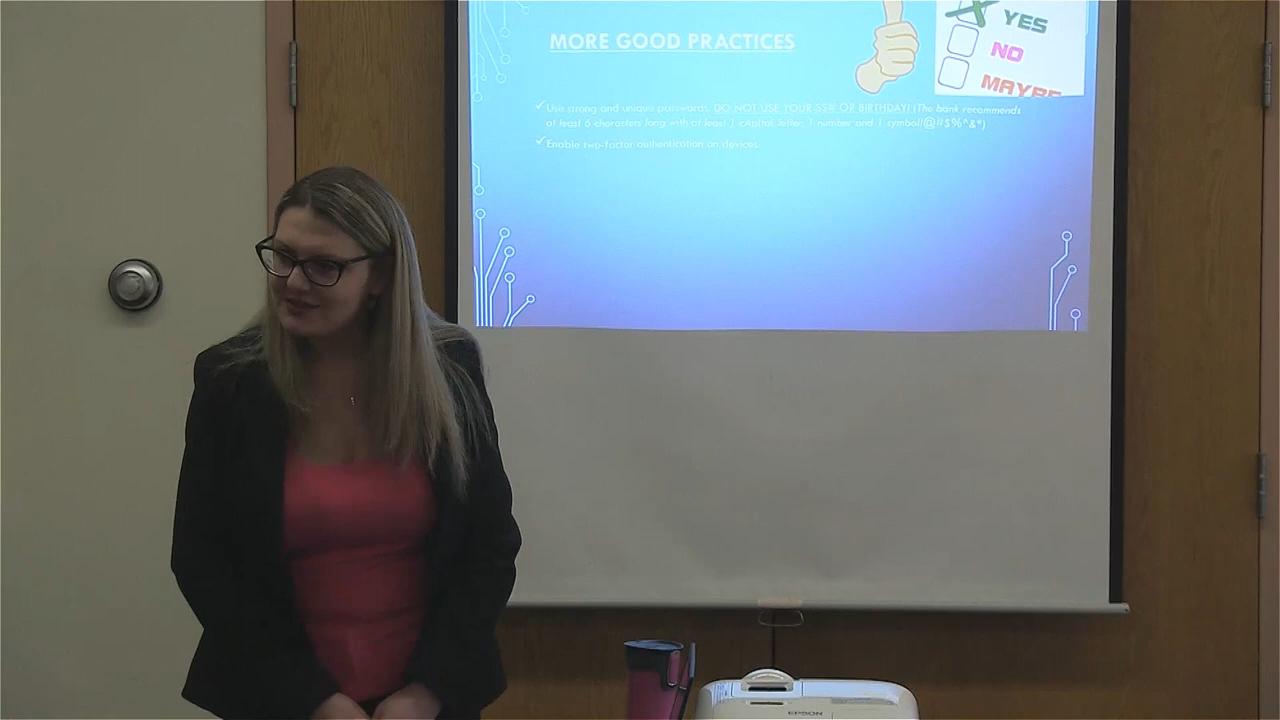 MORE GOOD PRACTICES
YES
NO
MAYBE
Use strong and unique passwords. DO NOT USE YOUR SS# OR BIRTHDAY! (The bank recommends
at least 6 characters long with at least 1 capital letter, 1 number and 1 symbol!@#$%^&*)
Enable two-factor authentication on devices.
EPSON